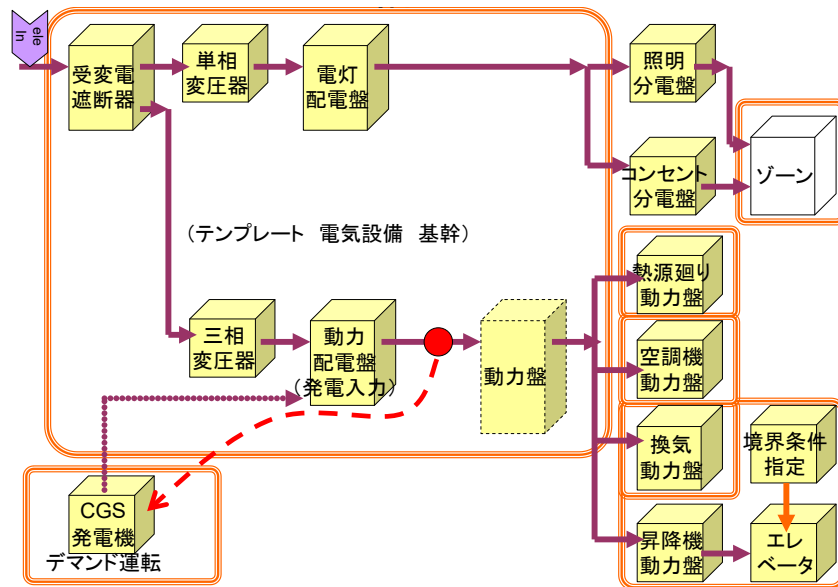 ele
In
受変電
遮断器
単相
変圧器
電灯
配電盤
照明
分電盤
コンセント
分電盤
ゾーン
（テンプレート　電気設備　基幹）
三相
変圧器
動力
配電盤
（発電入力）
動力盤
熱源廻り
動力盤
空調機
動力盤
換気
動力盤
境界条件
指定
昇降機
動力盤
エレ
ベータ
CGS
発電機
デマンド運転